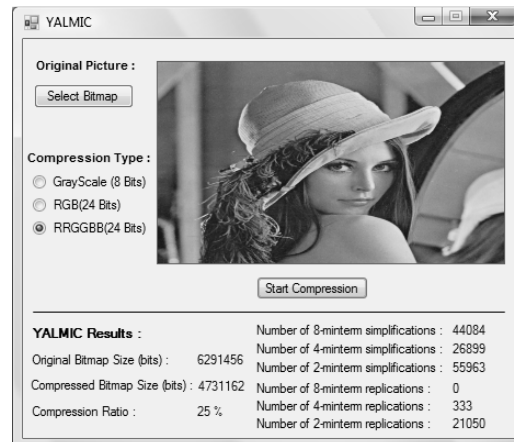 YALMIC
Original Picture :
Select Bitmap
Compression Type :
GrayScale (8 Bits)
RGB(24 Bits)
RRGGBB(24 Bits)
Start Compression
YALMIC Results :
Original Bitmap Size (bits) : 6291456
Compressed Bitmap Size (bits) : 4731162
Compression Ratio : 25 %
Number of 8-minterm simplifications : 44084
Number of 4-minterm simplifications : 26899
Number of 2-minterm simplifications : 55963
Number of 8-minterm replications : 0
Number of 4-minterm replications : 333
Number of 2-minterm replications : 21050